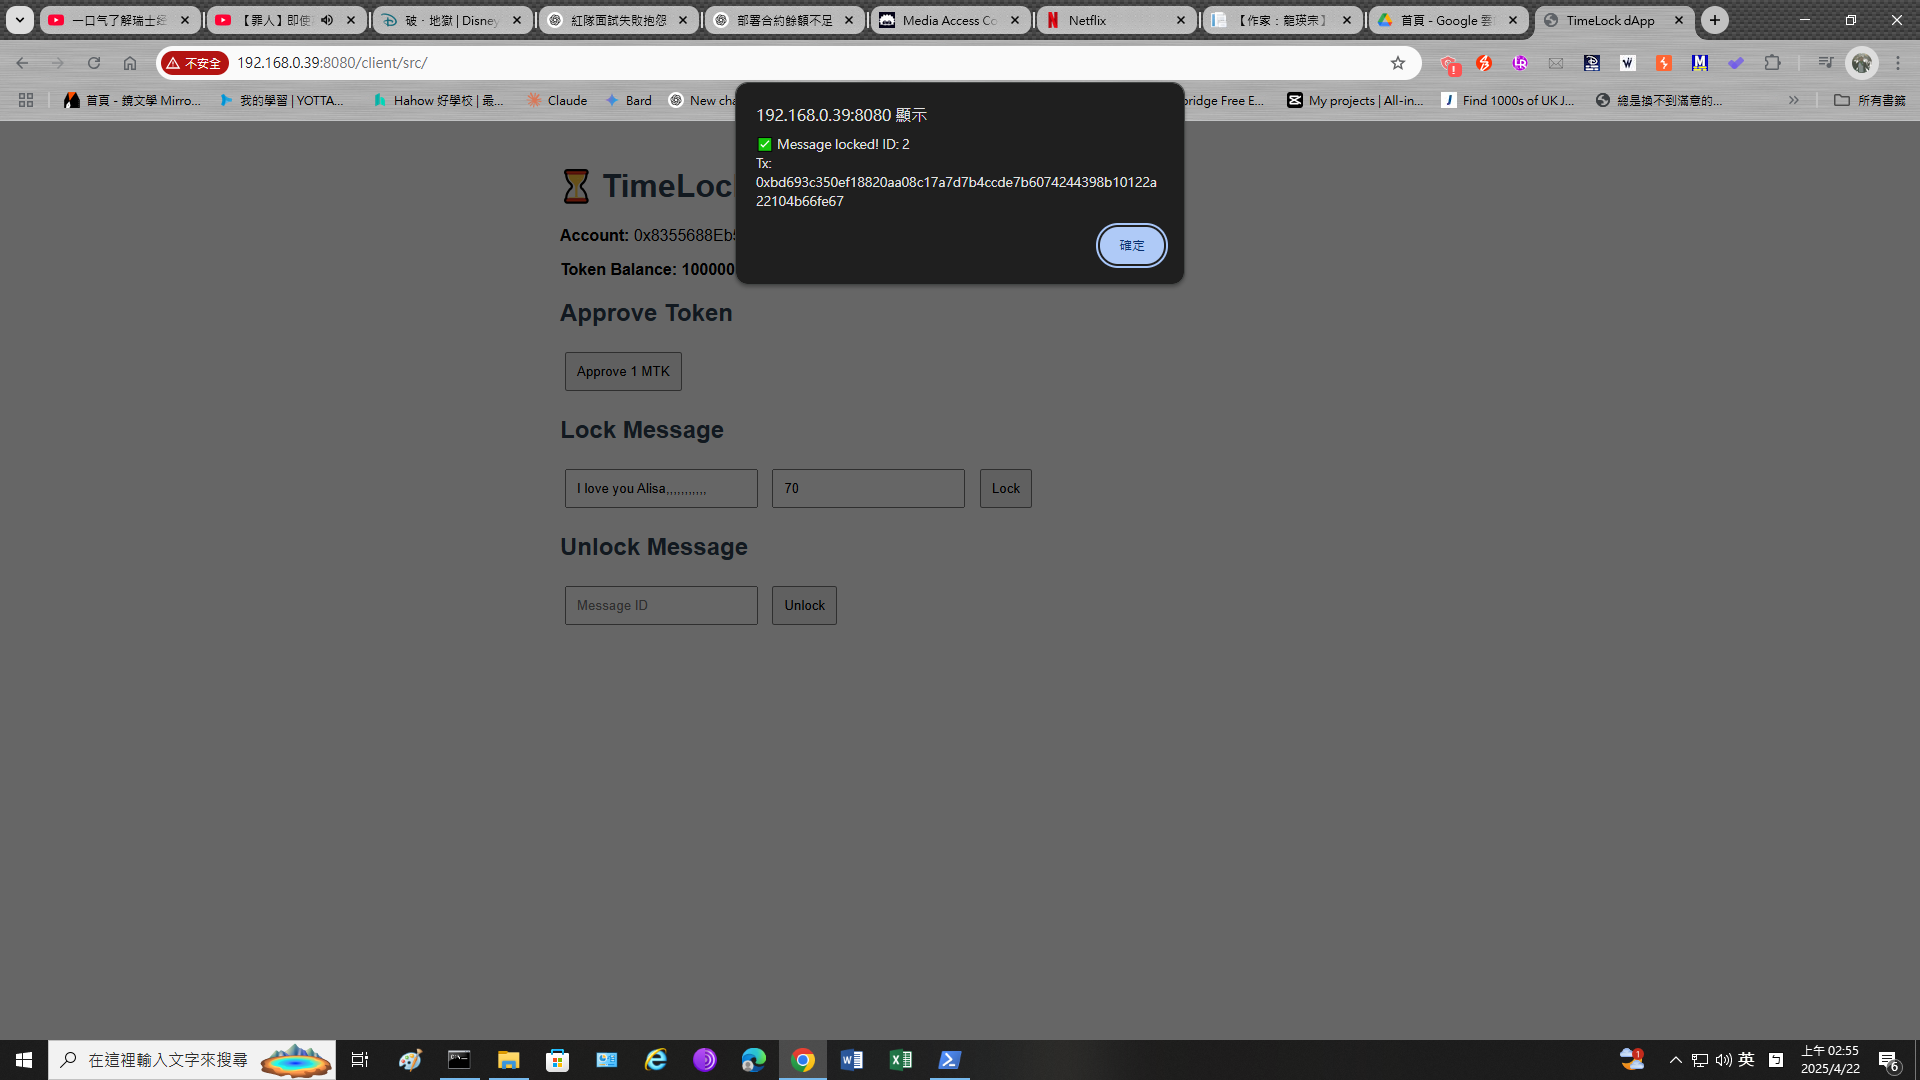 一口气了解瑞士经
【罪人】即使
破・地獄 | Disney
紅隊面試失敗抱怨
部署合約餘額不足
Media Access Co
Netflix
【作家：龍瑛宗】
首頁 - Google 雲
TimeLock dApp
不安全
192.168.0.39:8080/client/src/
首頁 - 鏡文學 Mirro...
我的學習 | YOTTA...
Hahow 好學校 | 最...
Claude
Bard
New cha
bridge Free E...
My projects | All-in...
Find 1000s of UK J...
總是換不到滿意的...
所有書籤
192.168.0.39:8080 顯示
✅ Message locked! ID: 2
Tx:
0xbd693c350ef18820aa08c17a7d7b4ccde7b6074244398b10122a
22104b66fe67
確定
⏳ TimeLoc
Account: 0x8355688Eb5
Token Balance: 100000
Approve Token
Approve 1 MTK
Lock Message
I love you Alisa,,,,,,,,,,,
70
Lock
Unlock Message
Message ID
Unlock
在這裡輸入文字來搜尋
英
上午 02:55
2025/4/22
6